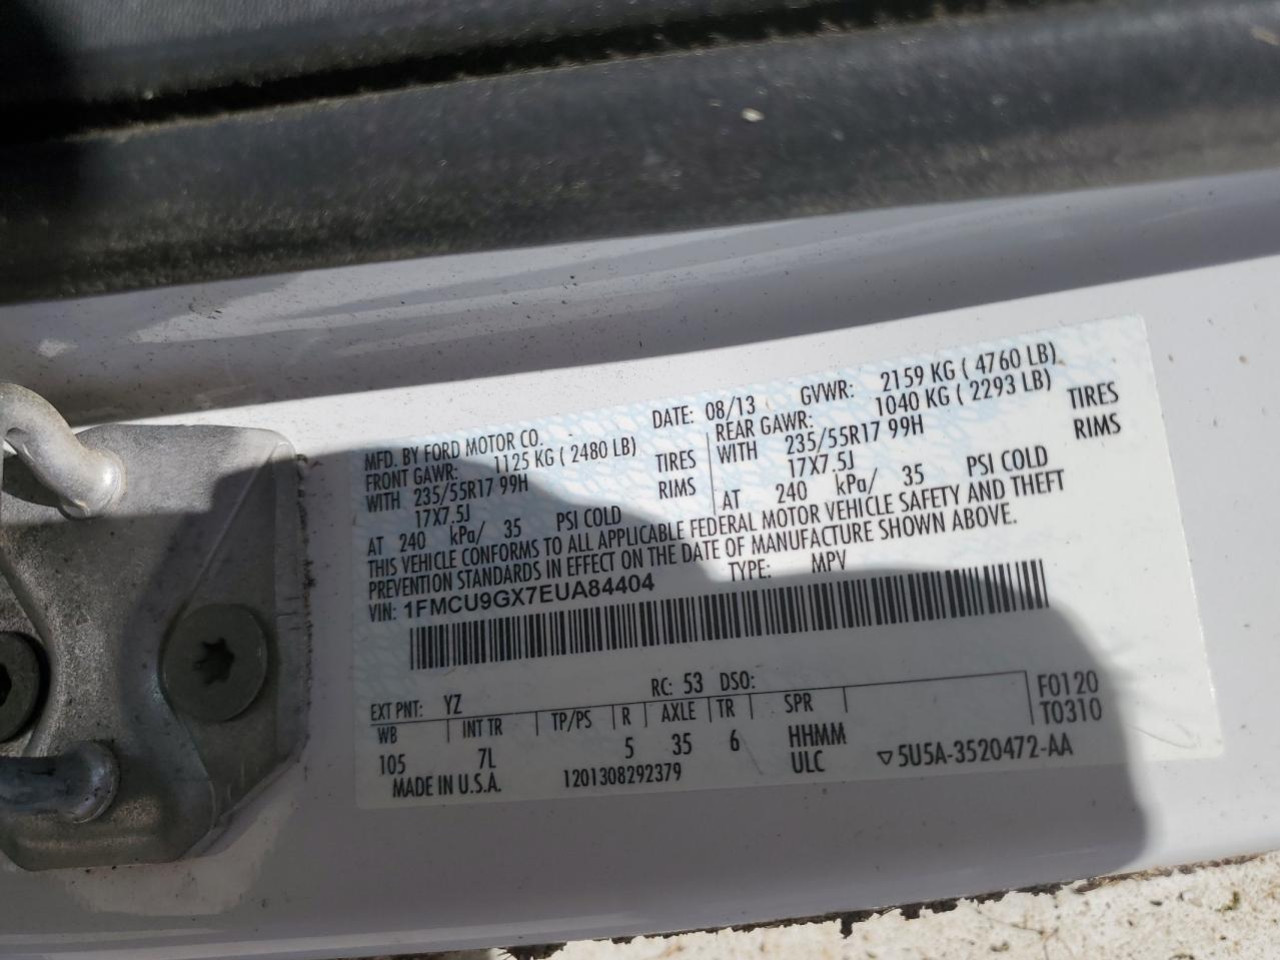 MFD. BY FORD MOTOR CO. DATE: 08/13 GVWR: 2159 KG ( 4760 LB)
FRONT GAWR: 1125 KG ( 2480 LB) REAR GAWR: 1040 KG ( 2293 LB)
WITH 235/55R17 99H TIRES WITH 235/55R17 99H TIRES
17X7.5J RIMS 17X7.5J RIMS
AT 240 kPa/ 35 PSI COLD AT 240 kPa/ 35 PSI COLD
THIS VEHICLE CONFORMS TO ALL APPLICABLE FEDERAL MOTOR VEHICLE SAFETY AND THEFT
PREVENTION STANDARDS IN EFFECT ON THE DATE OF MANUFACTURE SHOWN ABOVE.
VIN: 1FMCU9GX7EUA84404 TYPE: MPV
EXT PNT: YZ RC: 53 DSO:
WB INT TR TP/PS R AXLE TR SPR F0120
105 7L 5 35 6 HHMM T0310
MADE IN U.S.A. 1201308292379 ULC ▽5U5A-3520472-AA